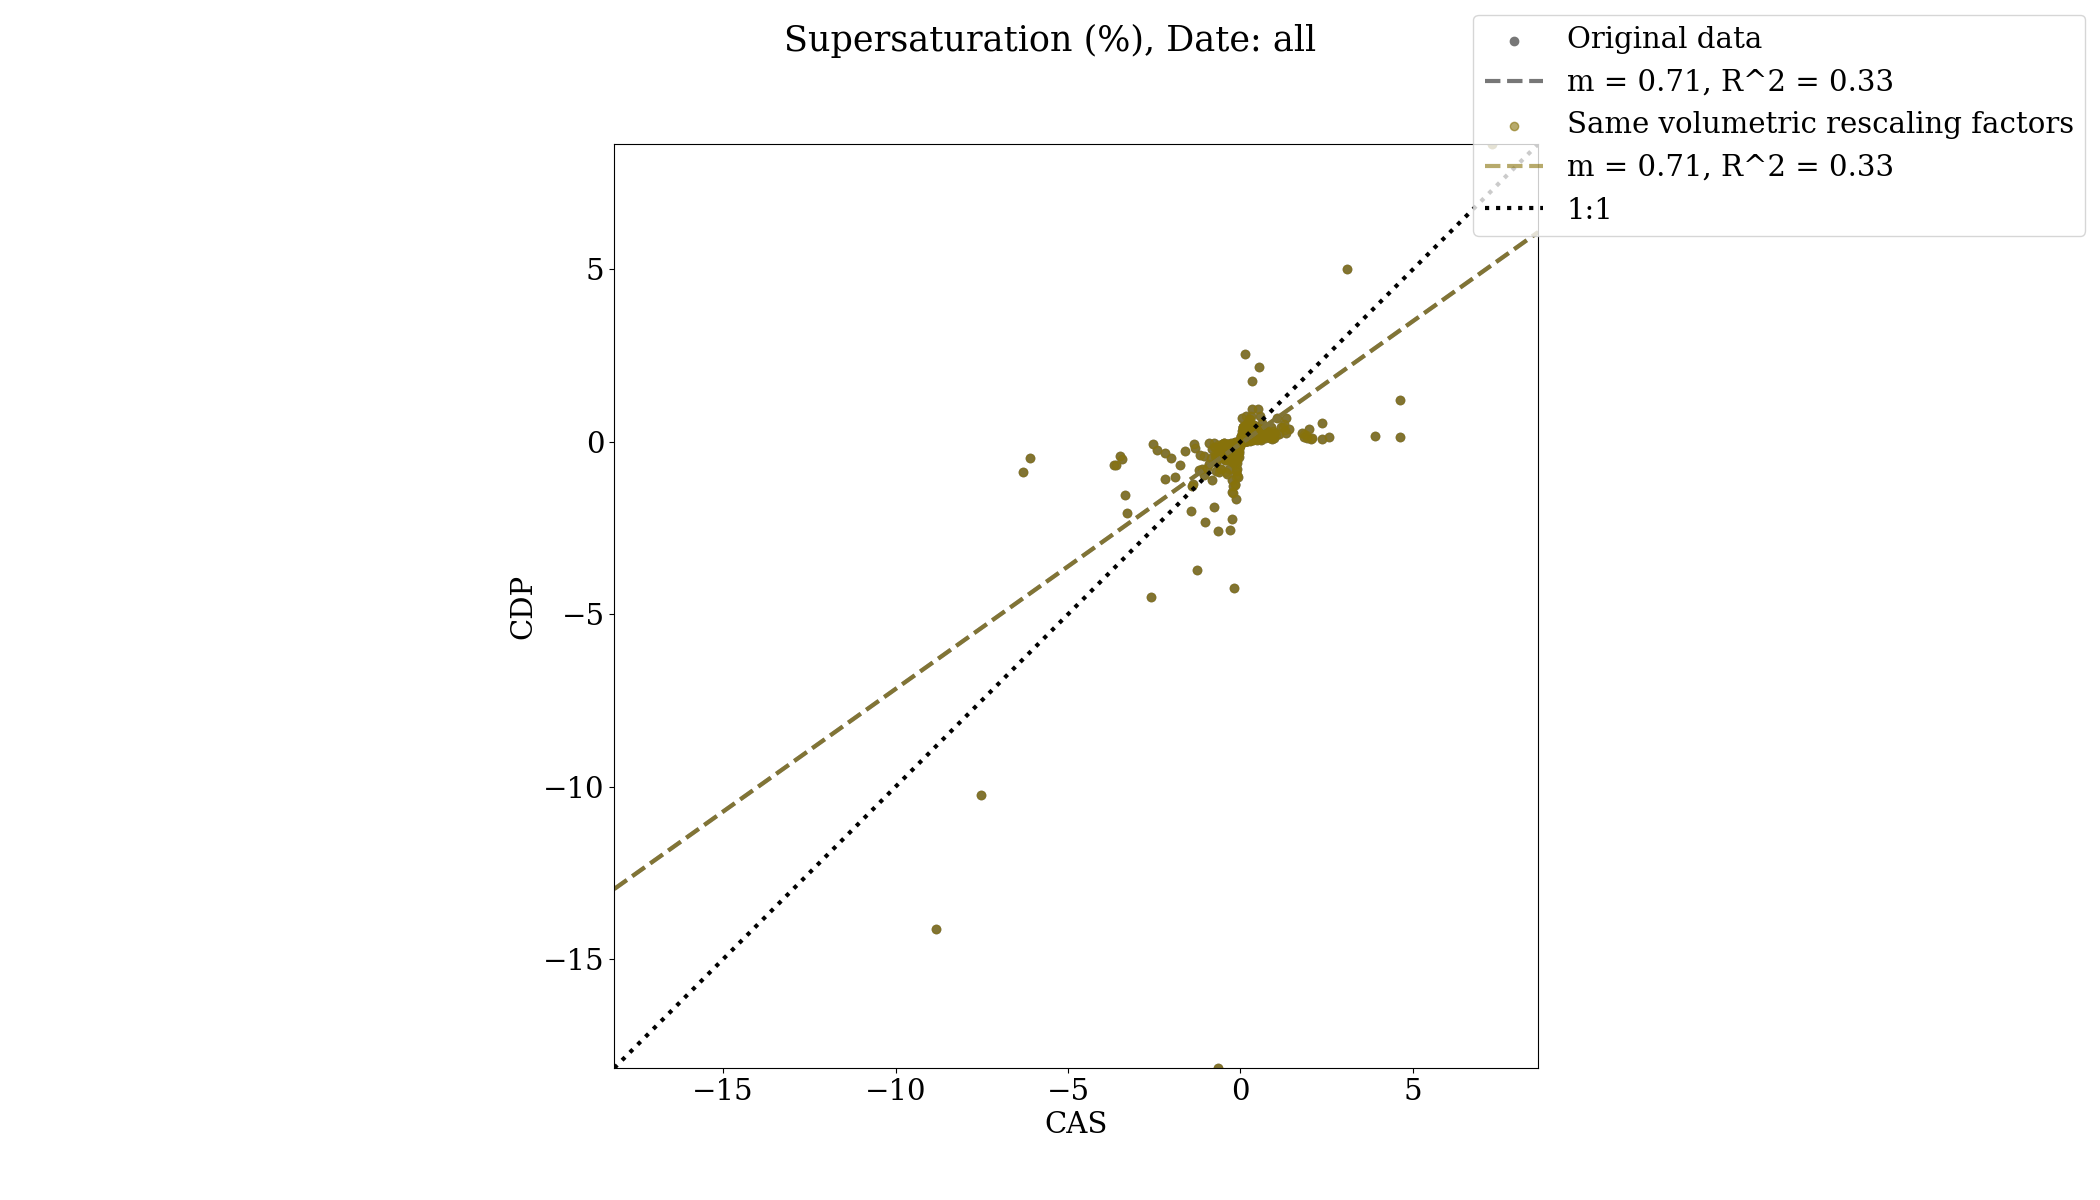 Supersaturation (%), Date: all
Original data
m = 0.71, R^2 = 0.33
Same volumetric rescaling factors
m = 0.71, R^2 = 0.33
1:1
5
0
−5
−10
−15
CDP
−15 −10 −5 0 5
CAS